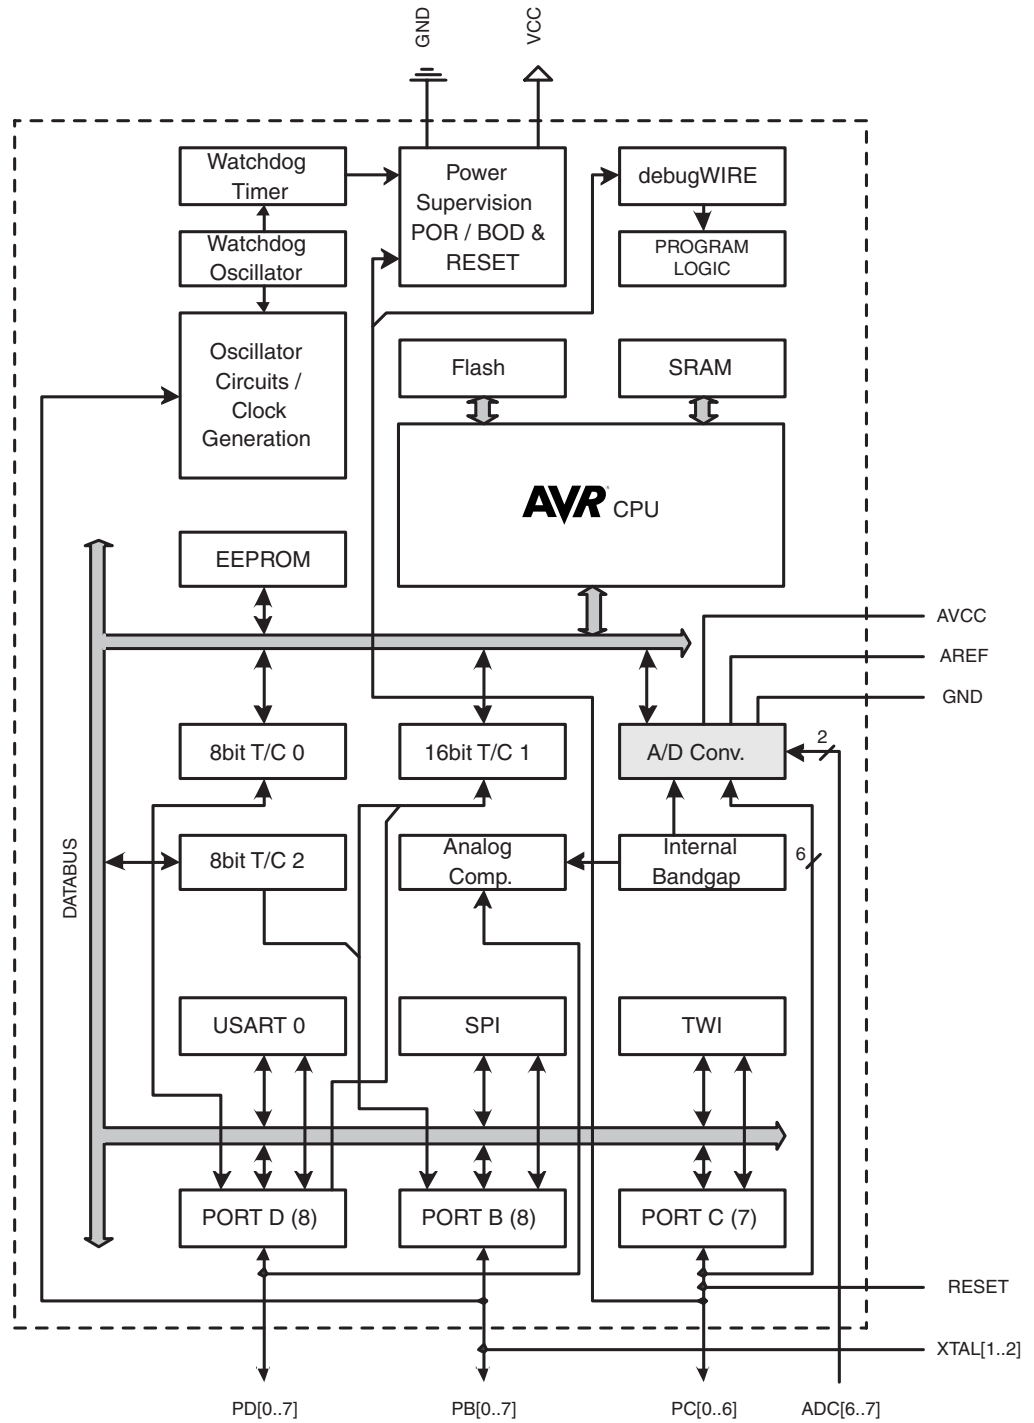 GND
VCC
Watchdog
Timer
Power
Supervision
POR / BOD &
RESET
debugWIRE
Watchdog
Oscillator
PROGRAM
LOGIC
Oscillator
Circuits /
Clock
Generation
Flash
SRAM
AVR® CPU
EEPROM
AVCC
AREF
GND
8bit T/C 0
16bit T/C 1
A/D Conv.
2
DATABUS
8bit T/C 2
Analog
Comp.
Internal
Bandgap
6
USART 0
SPI
TWI
PORT D (8)
PORT B (8)
PORT C (7)
RESET
XTAL[1..2]
PD[0..7]
PB[0..7]
PC[0..6]
ADC[6..7]